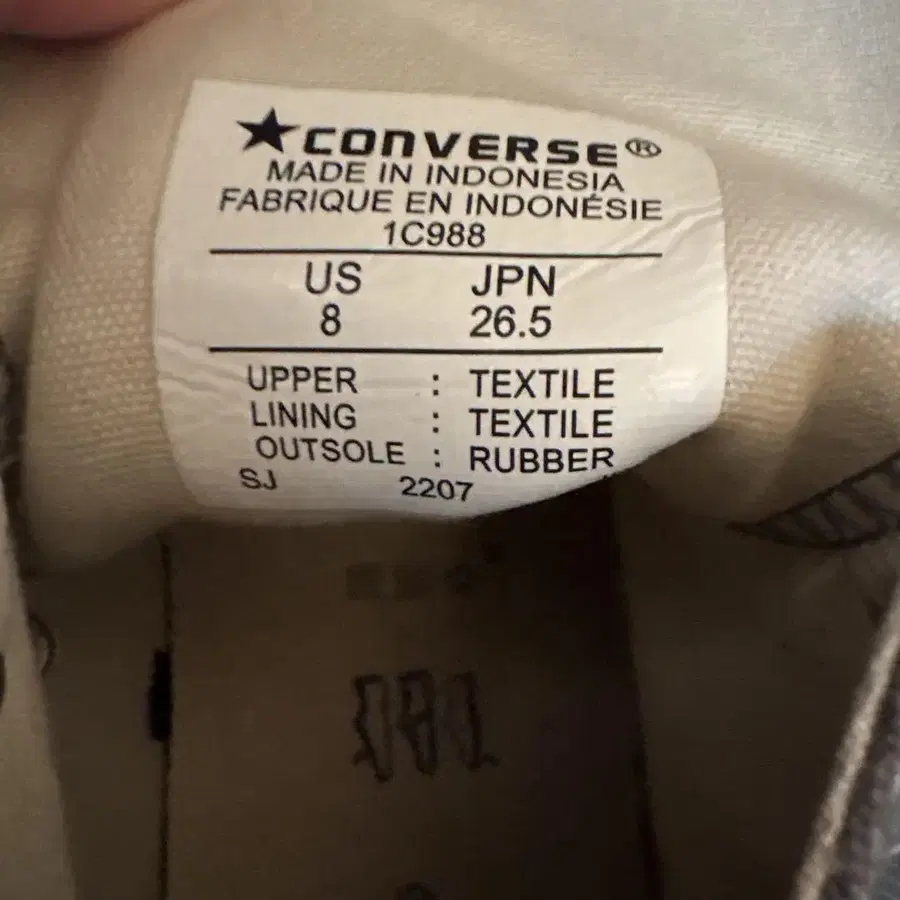 ★CONVERSE®
MADE IN INDONESIA
FABRIQUE EN INDONÉSIE
1C988
US JPN
8 26.5
UPPER : TEXTILE
LINING : TEXTILE
OUTSOLE : RUBBER
SJ 2207